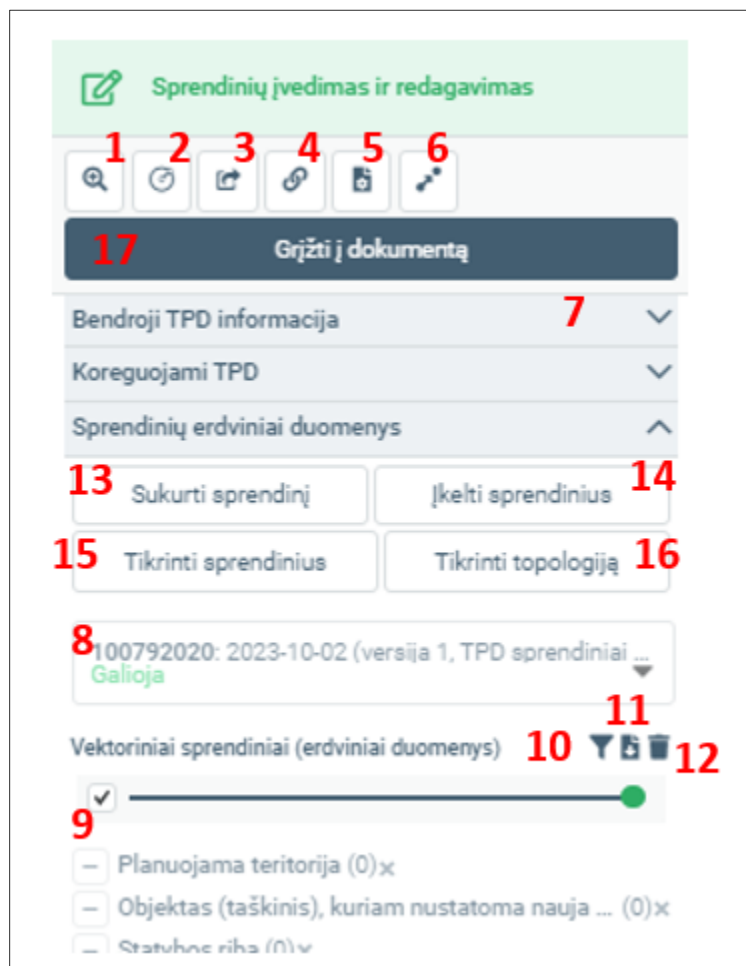 Sprendinių įvedimas ir redagavimas
1 2 3 4 5 6
17 Grįžti į dokumentą
Bendroji TPD informacija 7
Koreguojami TPD
Sprendinių erdviniai duomenys
13 Sukurti sprendinį Įkelti sprendinius 14
15 Tikrinti sprendinius Tikrinti topologiją 16
8 100792020: 2023-10-02 (versija 1, TPD sprendiniai ...
Galioja
11
Vektoriniai sprendiniai (erdviniai duomenys) 10 12
9
Planuojama teritorija (0)×
Objektas (taškinis), kuriam nustatoma nauja ... (0)×
Statybos riba (0)×